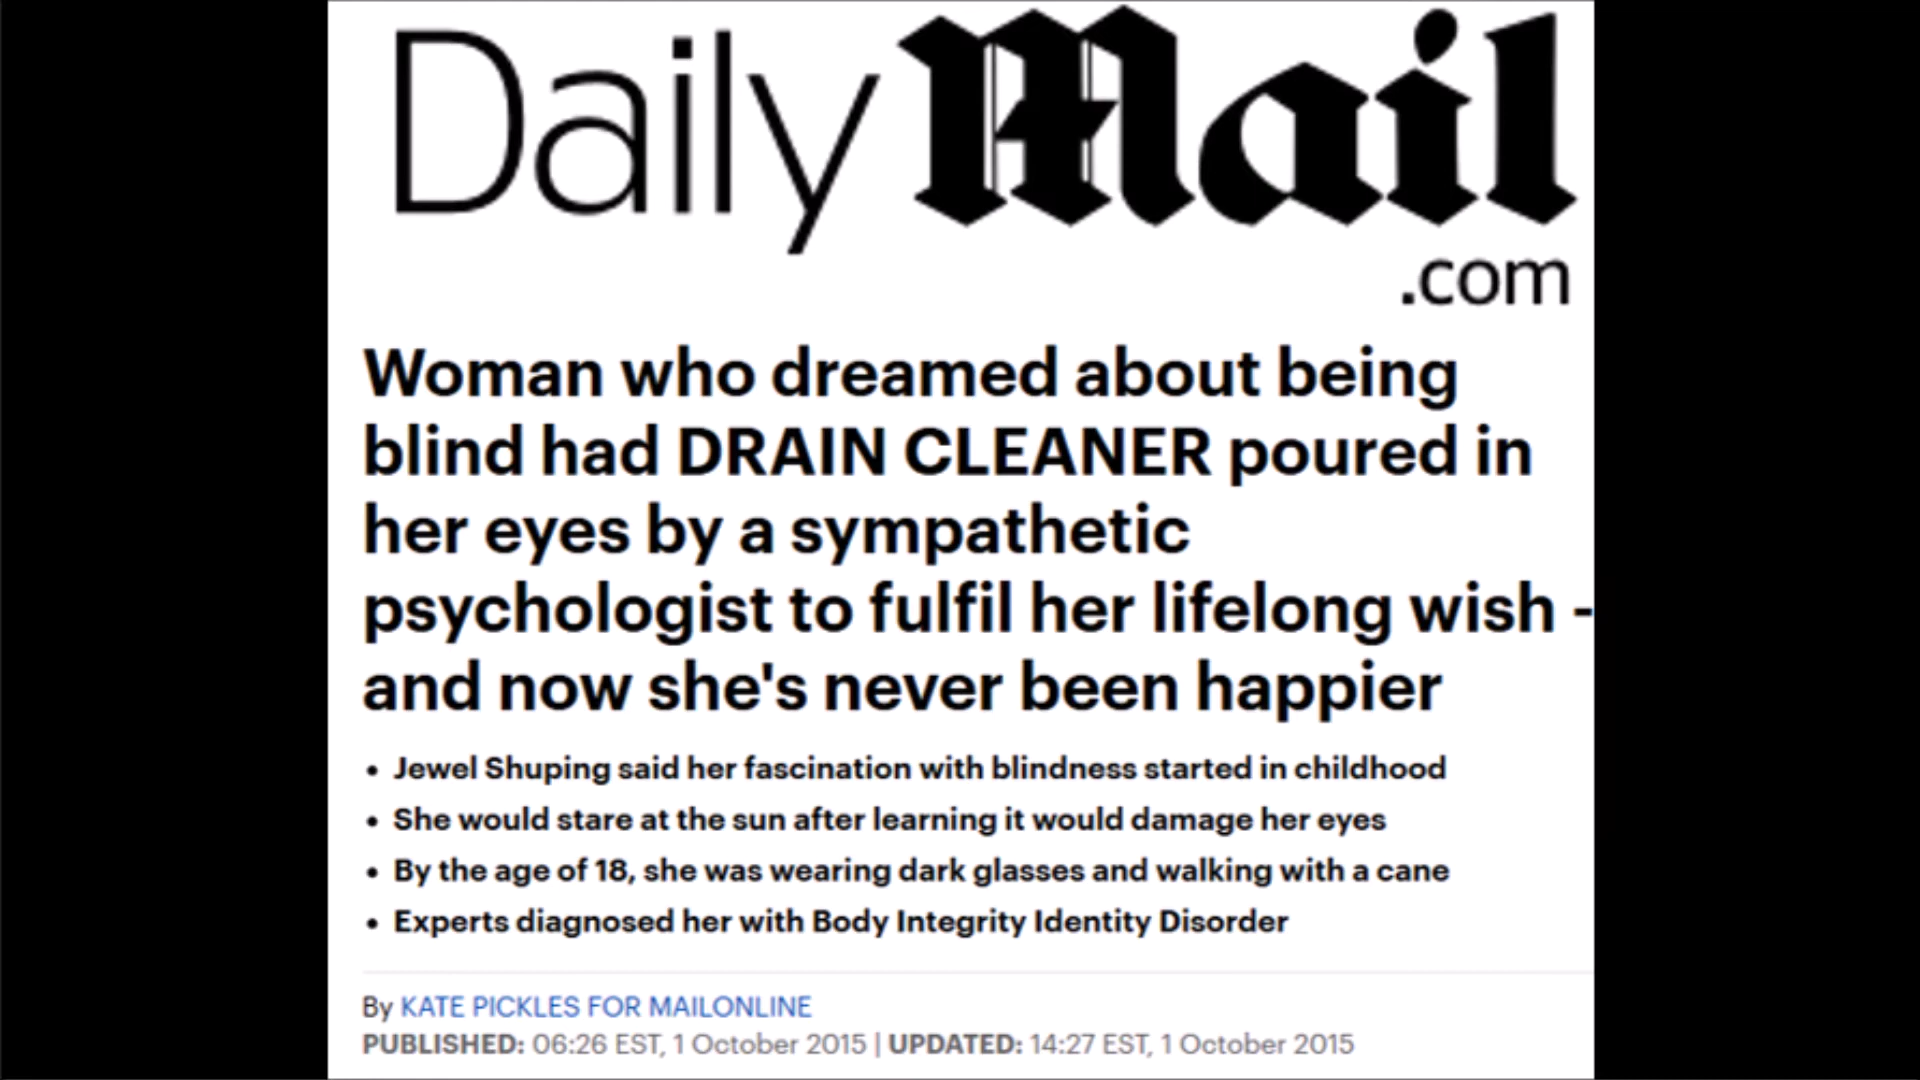 Daily Mail
.com
Woman who dreamed about being
blind had DRAIN CLEANER poured in
her eyes by a sympathetic
psychologist to fulfil her lifelong wish -
and now she's never been happier
• Jewel Shuping said her fascination with blindness started in childhood
• She would stare at the sun after learning it would damage her eyes
• By the age of 18, she was wearing dark glasses and walking with a cane
• Experts diagnosed her with Body Integrity Identity Disorder
By KATE PICKLES FOR MAILONLINE
PUBLISHED: 06:26 EST, 1 October 2015 | UPDATED: 14:27 EST, 1 October 2015